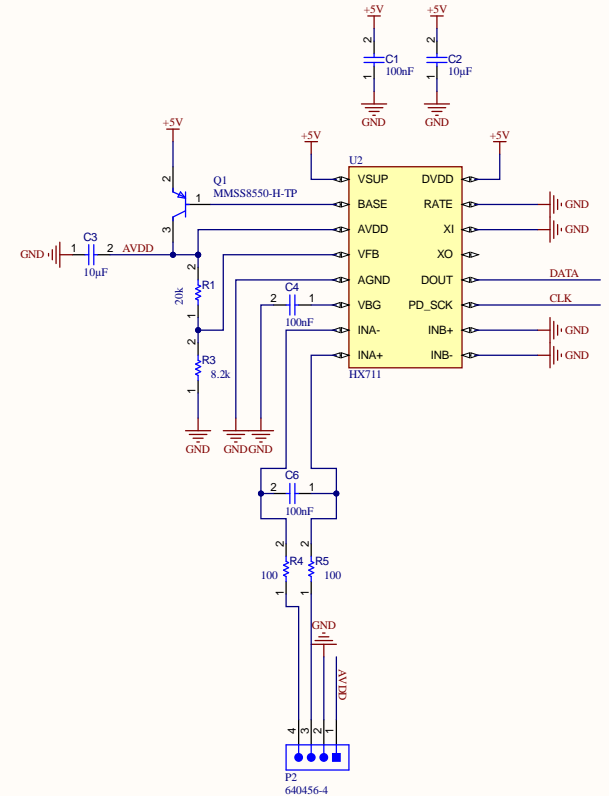 +5V
+5V
2
2
C1
100nF
C2
10µF
1
1
GND
GND
+5V
+5V
+5V
U2
2
Q1
MMSS8550-H-TP
1
3
VSUP
DVDD
BASE
RATE
GND
AVDD
XI
GND
VFB
XO
AGND
DOUT
DATA
VBG
PD_SCK
CLK
INA-
INB+
GND
INA+
INB-
GND
HX711
C3
GND
1
2
AVDD
10µF
2
R1
20k
1
C4
2
1
100nF
2
R3
8.2k
1
GND
GND
GND
C6
2
1
100nF
2
2
R4
R5
100
100
1
1
GND
AVDD
4
3
2
1
P2
640456-4